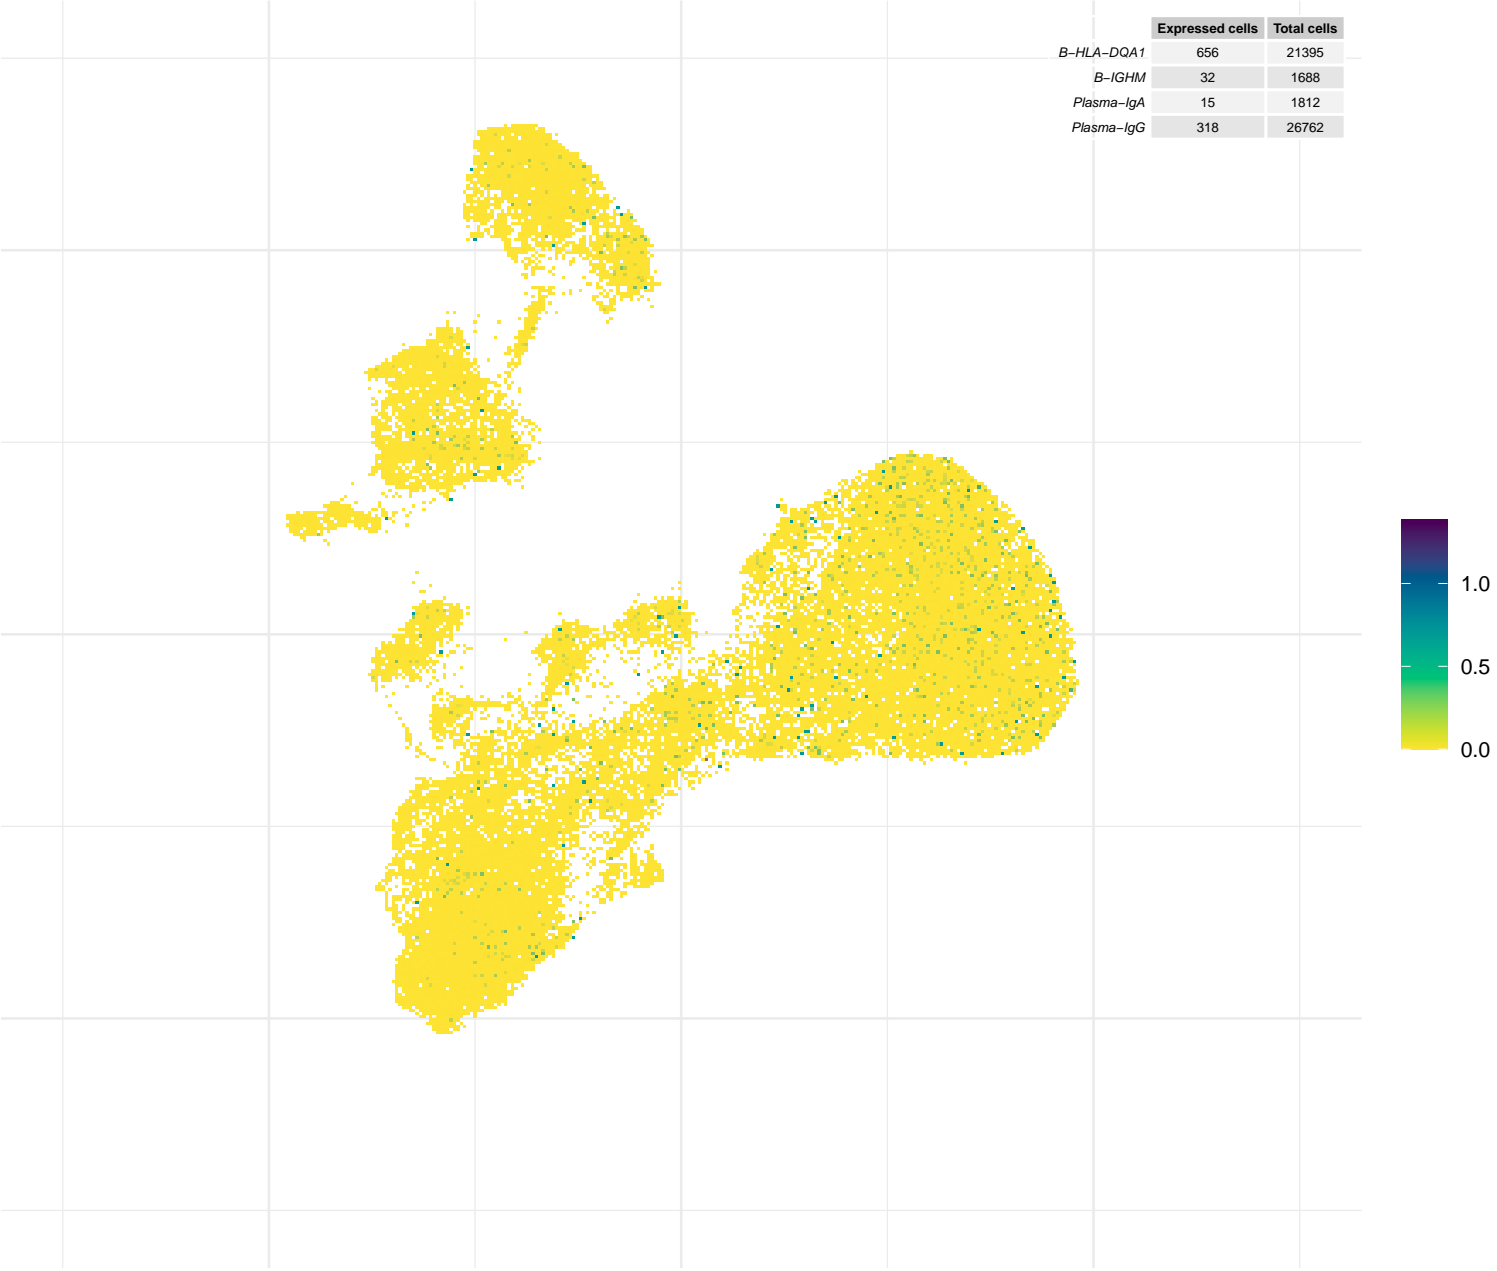 Expressed cells Total cells
B−HLA−DQA1 656 21395
B−IGHM 32 1688
Plasma−IgA 15 1812
Plasma−IgG 318 26762
1.0
0.5
0.0